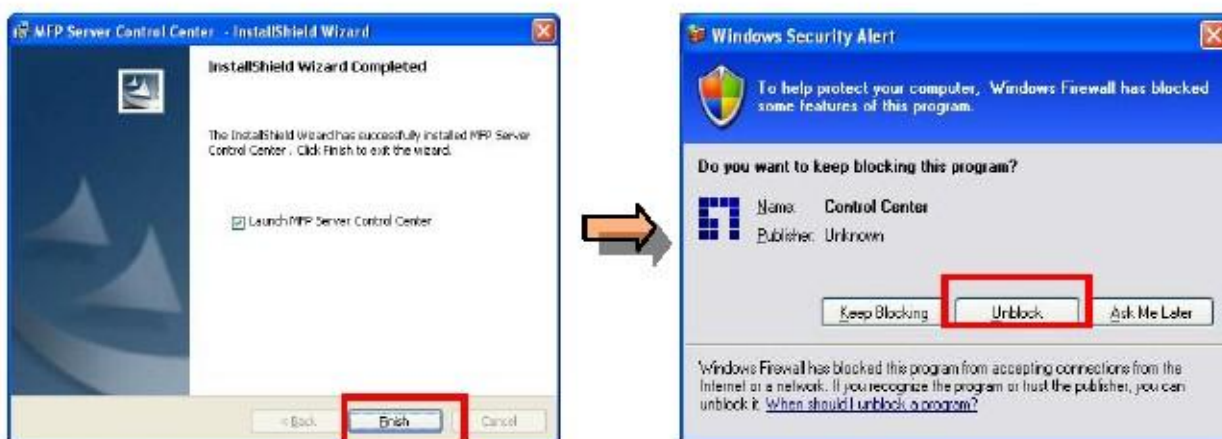 MFP Server Control Center - InstallShield Wizard
InstallShield Wizard Completed
The InstallShield Wizard has successfully installed MFP Server
Control Center . Click Finish to exit the wizard.
Launch MFP Server Control Center
< Back
Finish
Cancel
Windows Security Alert
To help protect your computer, Windows Firewall has blocked
some features of this program.
Do you want to keep blocking this program?
Name: Control Center
Publisher: Unknown
Keep Blocking
Unblock
Ask Me Later
Windows Firewall has blocked this program from accepting connections from the
Internet or a network. If you recognize the program or trust the publisher, you can
unblock it. When should I unblock a program?